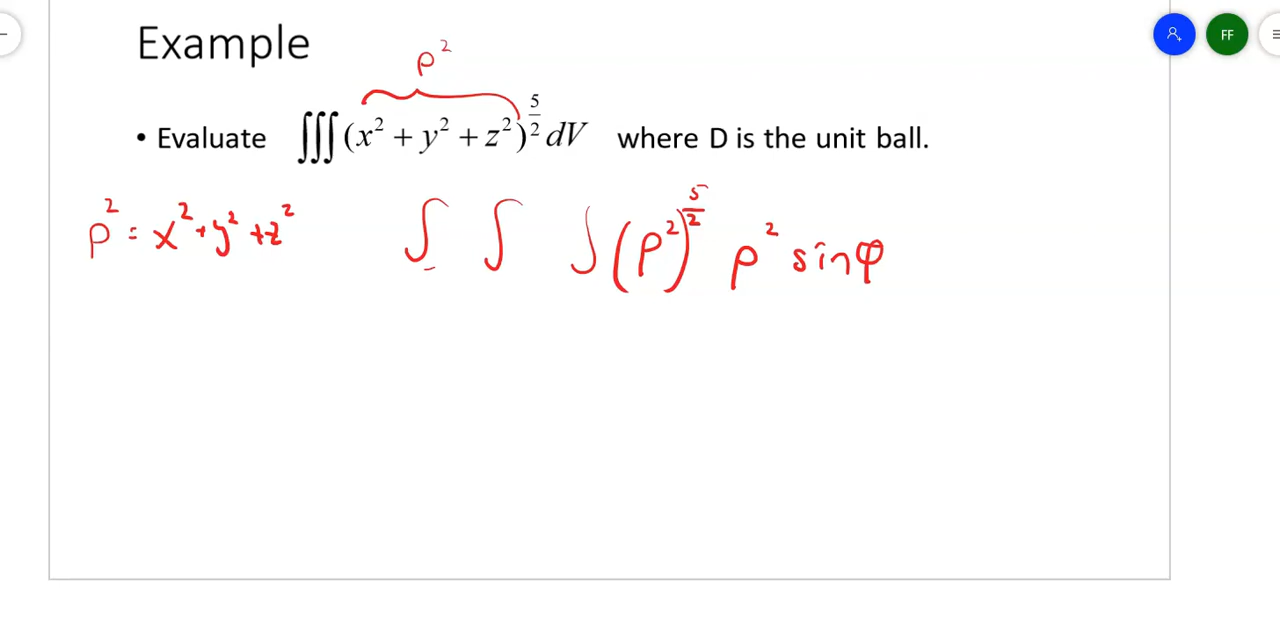 Example
ρ²
• Evaluate ∭(x² + y² + z²)^(5/2) dV where D is the unit ball.
ρ² = x² + y² + z² ∫ ∫ ∫ (ρ²)^(5/2) ρ² sin φ
FF